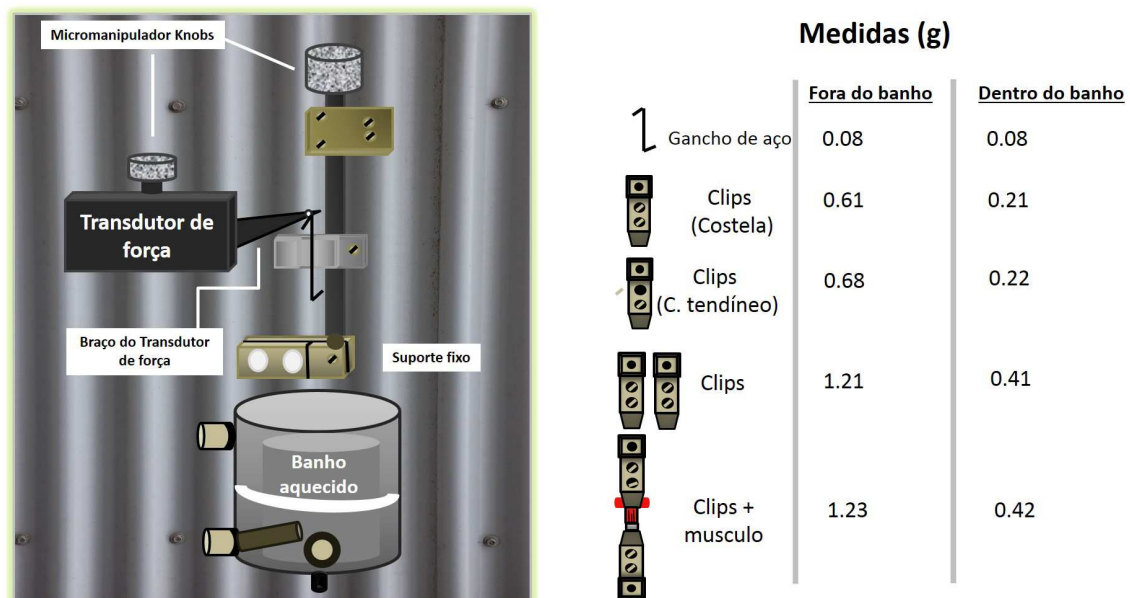 Micromanipulador Knobs
Transdutor de
força
Braço do Transdutor
de força
Suporte fixo
Banho
aquecido
Medidas (g)
Fora do banho Dentro do banho
Gancho de aço 0.08 0.08
Clips
(Costela) 0.61 0.21
Clips
(C. tendíneo) 0.68 0.22
Clips 1.21 0.41
Clips +
musculo 1.23 0.42